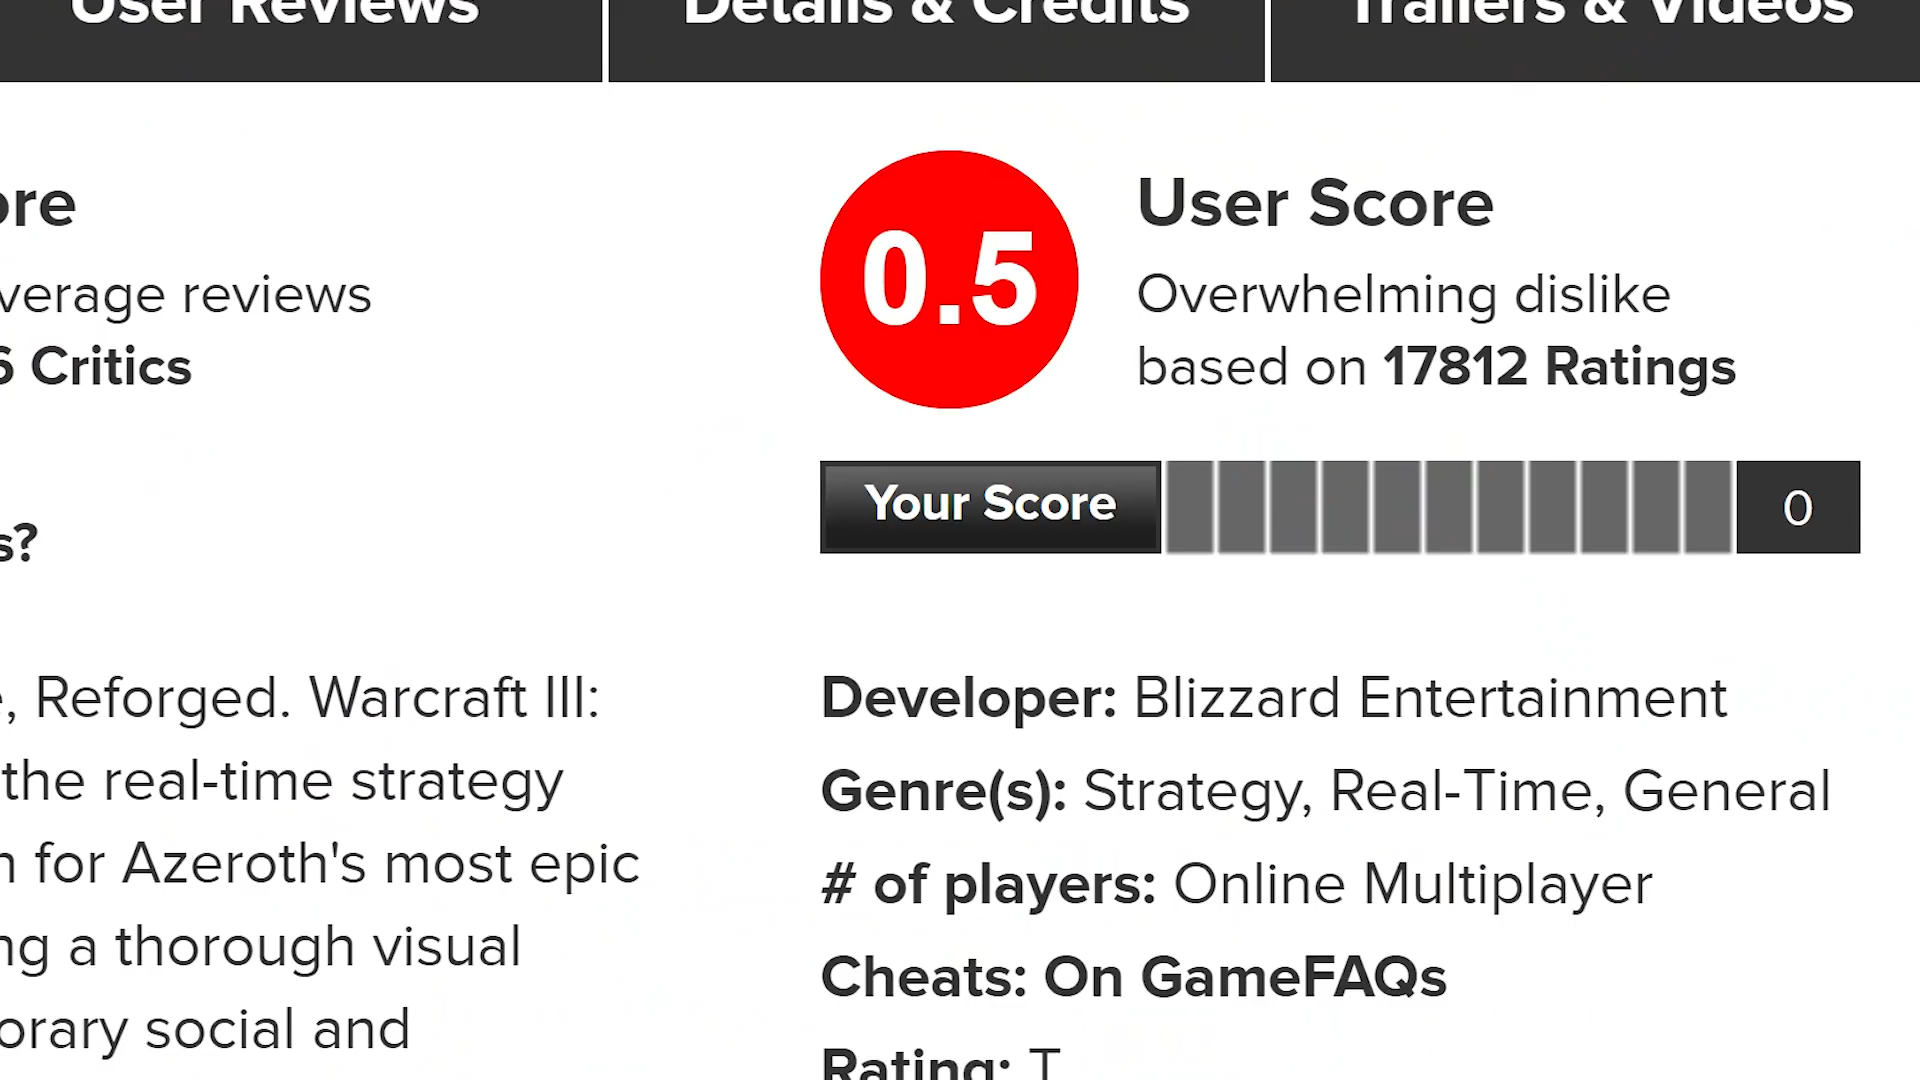 User Reviews
Details & Credits
Trailers & Videos
ore
verage reviews
6 Critics
s?
, Reforged. Warcraft III:
the real-time strategy
n for Azeroth's most epic
ng a thorough visual
orary social and
0.5
User Score
Overwhelming dislike
based on 17812 Ratings
Your Score
0
Developer: Blizzard Entertainment
Genre(s): Strategy, Real-Time, General
# of players: Online Multiplayer
Cheats: On GameFAQs
Rating: T